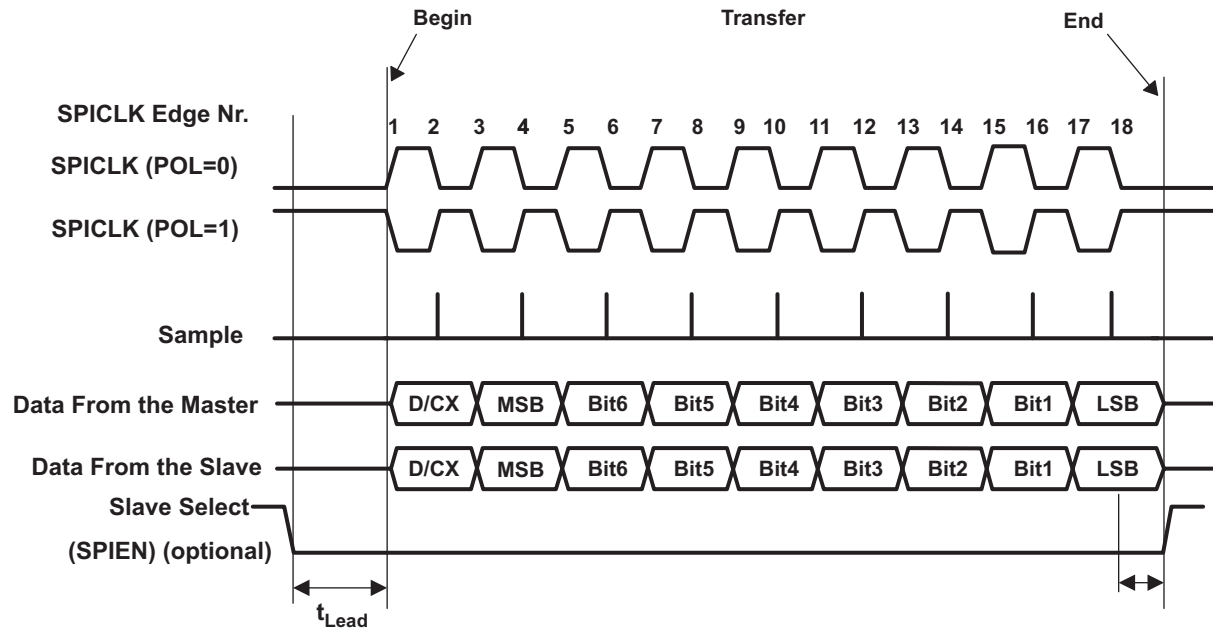 Begin Transfer End
SPICLK Edge Nr. 1 2 3 4 5 6 7 8 9 10 11 12 13 14 15 16 17 18
SPICLK (POL=0)
SPICLK (POL=1)
Sample
Data From the Master D/CX MSB Bit6 Bit5 Bit4 Bit3 Bit2 Bit1 LSB
Data From the Slave D/CX MSB Bit6 Bit5 Bit4 Bit3 Bit2 Bit1 LSB
Slave Select
(SPIEN) (optional)
tLead